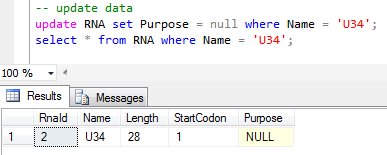 -- update data
update RNA set Purpose = null where Name = 'U34';
select * from RNA where Name = 'U34';
100 %
Results Messages
RnaId Name Length StartCodon Purpose
1 2 U34 28 1 NULL